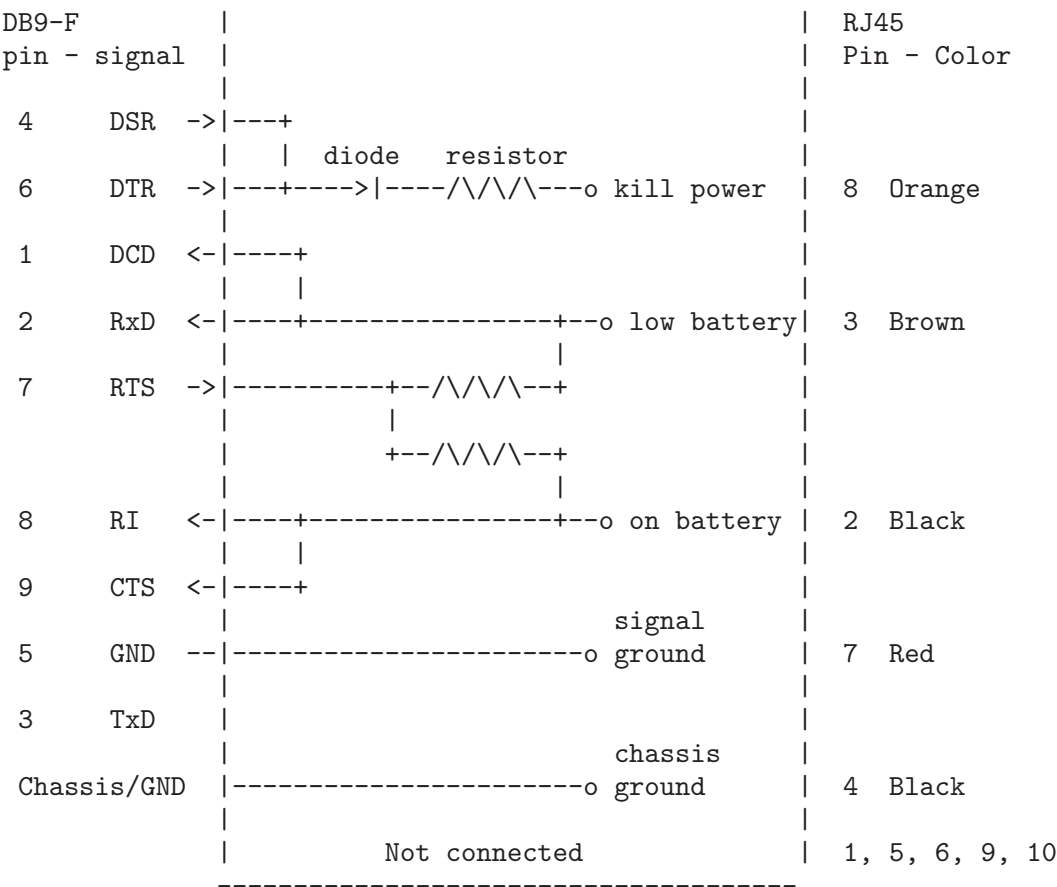 DB9-F                       |                                     | RJ45
pin - signal  |                                     | Pin - Color
              |                                     |
 4     DSR  ->|---+                                 |
              |   |  diode   resistor               |
 6     DTR  ->|---+---->|----/\/\/\---o kill power  | 8  Orange
              |                                     |
 1     DCD  <-|----+                                |
              |    |                                |
 2     RxD  <-|----+----------------+--o low battery| 3  Brown
              |                     |               |
 7     RTS  ->|----------+--/\/\/\--+               |
              |          |                          |
              |          +--/\/\/\--+               |
              |                     |               |
 8     RI   <-|----+----------------+--o on battery | 2  Black
              |    |                                |
 9     CTS  <-|----+                                |
              |                         signal      |
 5     GND  --|-----------------------o ground      | 7  Red
              |                                     |
 3     TxD    |                                     |
              |                         chassis     |
 Chassis/GND  |-----------------------o ground      | 4  Black
              |                                     |
              |          Not connected              | 1, 5, 6, 9, 10
              --------------------------------------